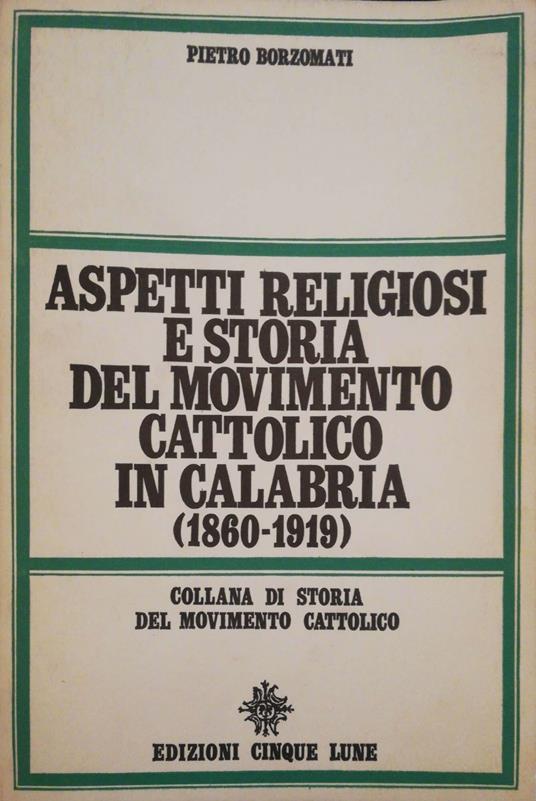 PIETRO BORZOMATI
ASPETTI RELIGIOSI
E STORIA
DEL MOVIMENTO
CATTOLICO
IN CALABRIA
(1860-1919)
COLLANA DI STORIA
DEL MOVIMENTO CATTOLICO
EDIZIONI CINQUE LUNE